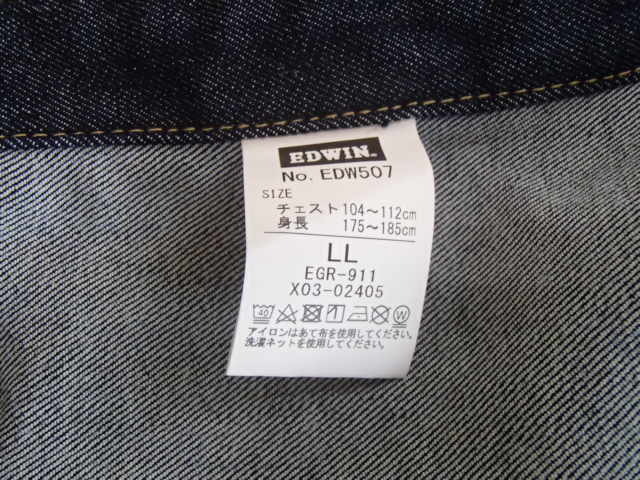 EDWIN®
No. EDW507
SIZE
チェスト 104～112cm
身長 175～185cm
LL
EGR-911
X03-02405
40 W
アイロンはあて布を使用してください。
洗濯ネットを使用してください。